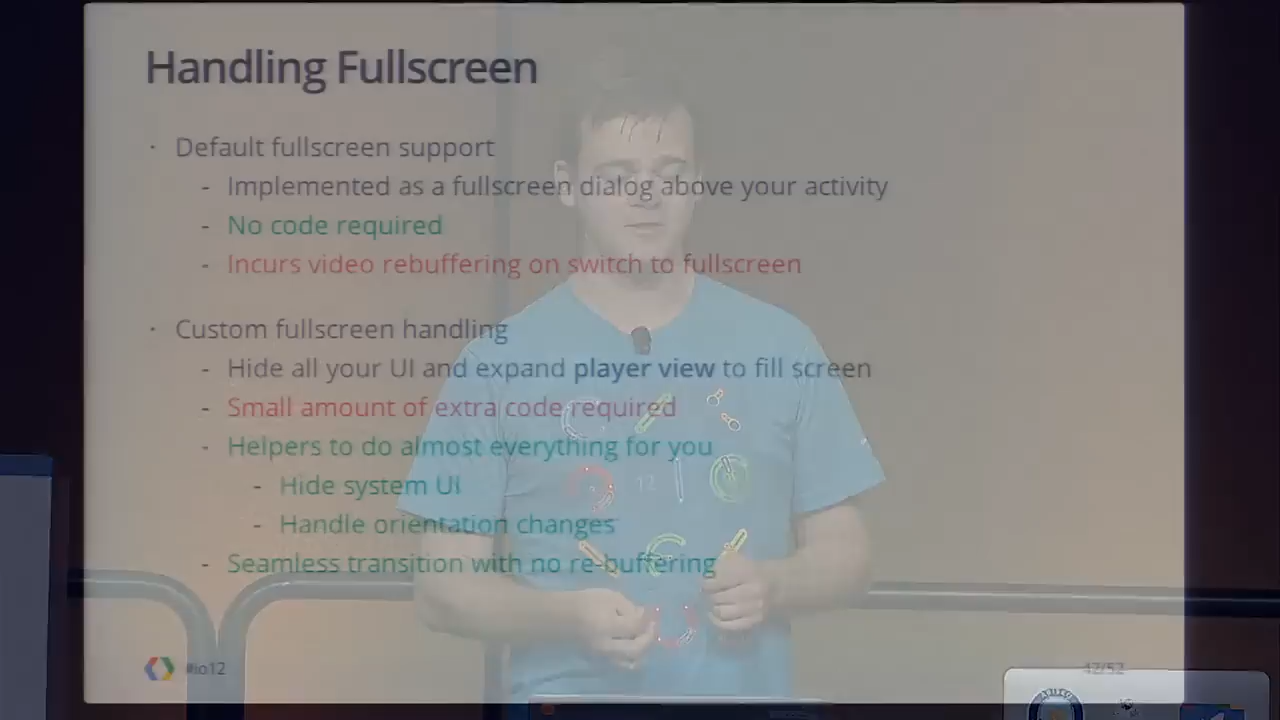 Handling Fullscreen
· Default fullscreen support
- Implemented as a fullscreen dialog above your activity
- No code required
- Incurs video rebuffering on switch to fullscreen
· Custom fullscreen handling
- Hide all your UI and expand player view to fill screen
- Small amount of extra code required
- Helpers to do almost everything for you
- Hide system UI
- Handle orientation changes
- Seamless transition with no re-buffering
#io12
42/52
12